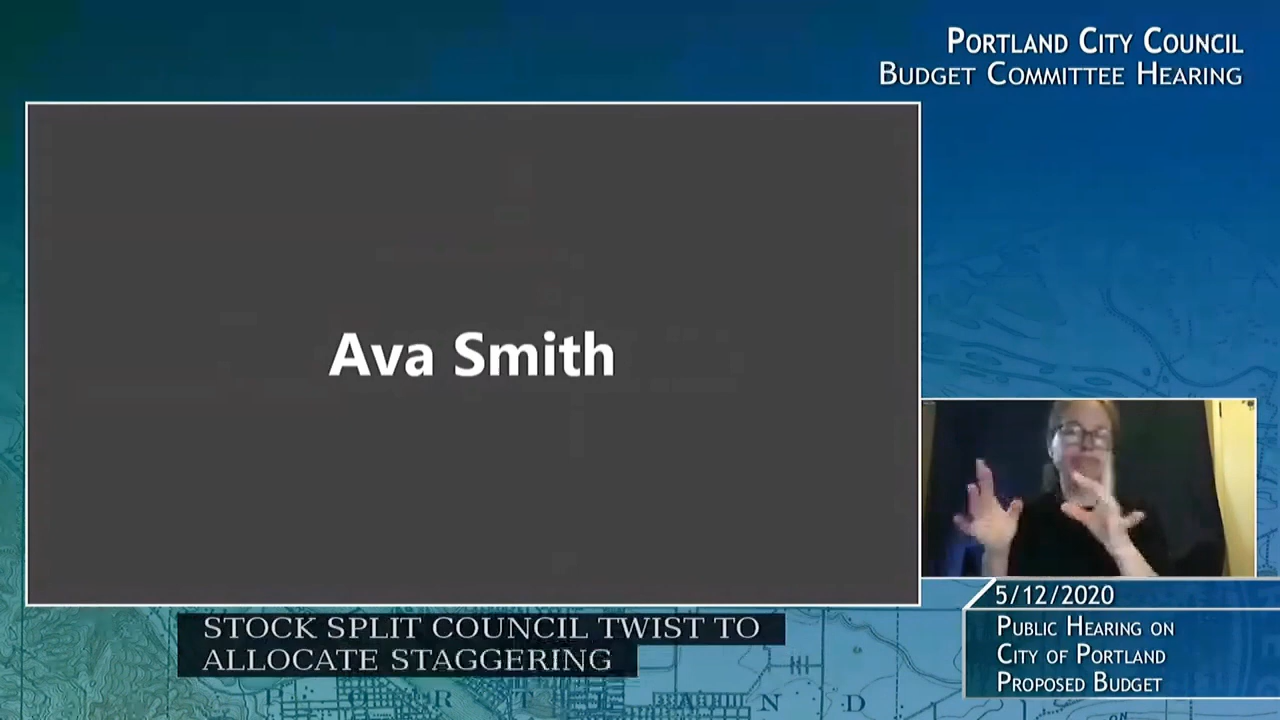 PORTLAND CITY COUNCIL
BUDGET COMMITTEE HEARING
Ava Smith
STOCK SPLIT COUNCIL TWIST TO
ALLOCATE STAGGERING
5/12/2020
PUBLIC HEARING ON
CITY OF PORTLAND
PROPOSED BUDGET